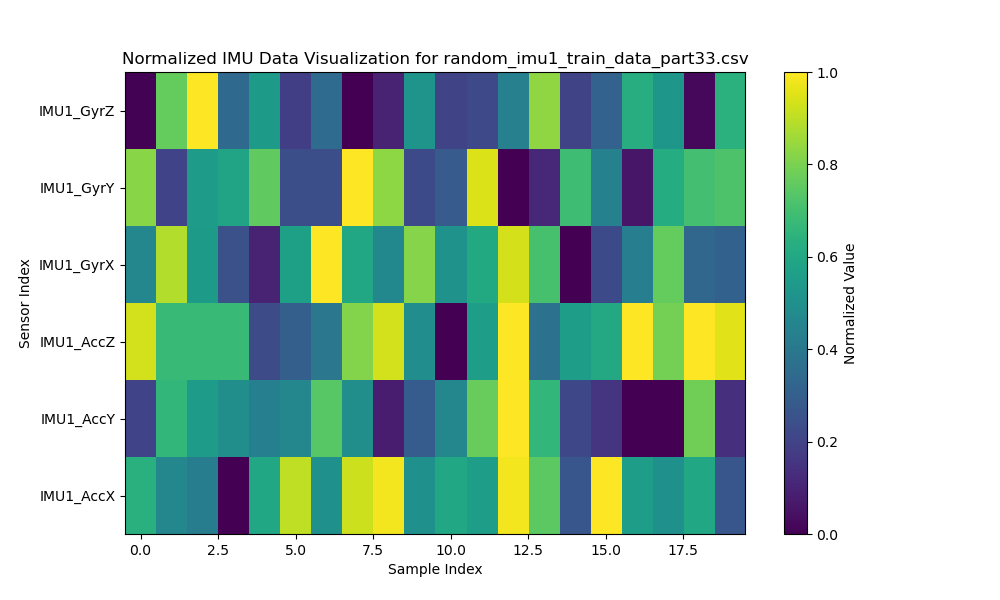 Normalized IMU Data Visualization for random_imu1_train_data_part33.csv
IMU1_GyrZ
IMU1_GyrY
IMU1_GyrX
IMU1_AccZ
IMU1_AccY
IMU1_AccX
Sensor Index
0.0 2.5 5.0 7.5 10.0 12.5 15.0 17.5
Sample Index
1.0
0.8
0.6
0.4
0.2
0.0
Normalized Value